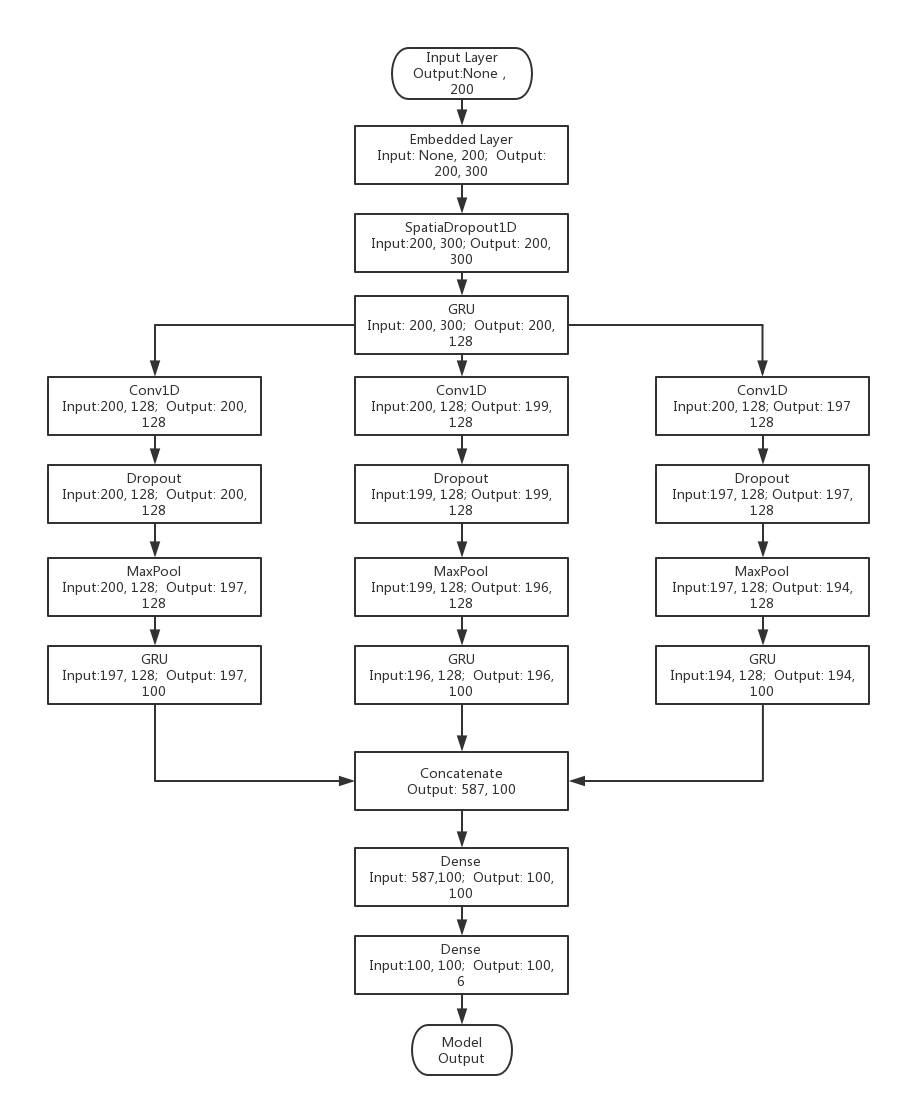 Input Layer
Output:None ,
200
Embedded Layer
Input: None, 200;  Output:
200, 300
SpatiaDropout1D
Input:200, 300; Output: 200,
300
GRU
Input: 200, 300;  Output: 200,
128
Conv1D
Input:200, 128;  Output: 200,
128
Conv1D
Input:200, 128; Output: 199,
128
Conv1D
Input:200, 128; Output: 197
128
Dropout
Input:200, 128;  Output: 200,
128
Dropout
Input:199, 128; Output: 199,
128
Dropout
Input:197, 128; Output: 197,
128
MaxPool
Input:200, 128;  Output: 197,
128
MaxPool
Input:199, 128; Output: 196,
128
MaxPool
Input:197, 128; Output: 194,
128
GRU
Input:197, 128;  Output: 197,
100
GRU
Input:196, 128;  Output: 196,
100
GRU
Input:194, 128;  Output: 194,
100
Concatenate
Output: 587, 100
Dense
Input: 587,100;  Output: 100,
100
Dense
Input:100, 100;  Output: 100,
6
Model
Output